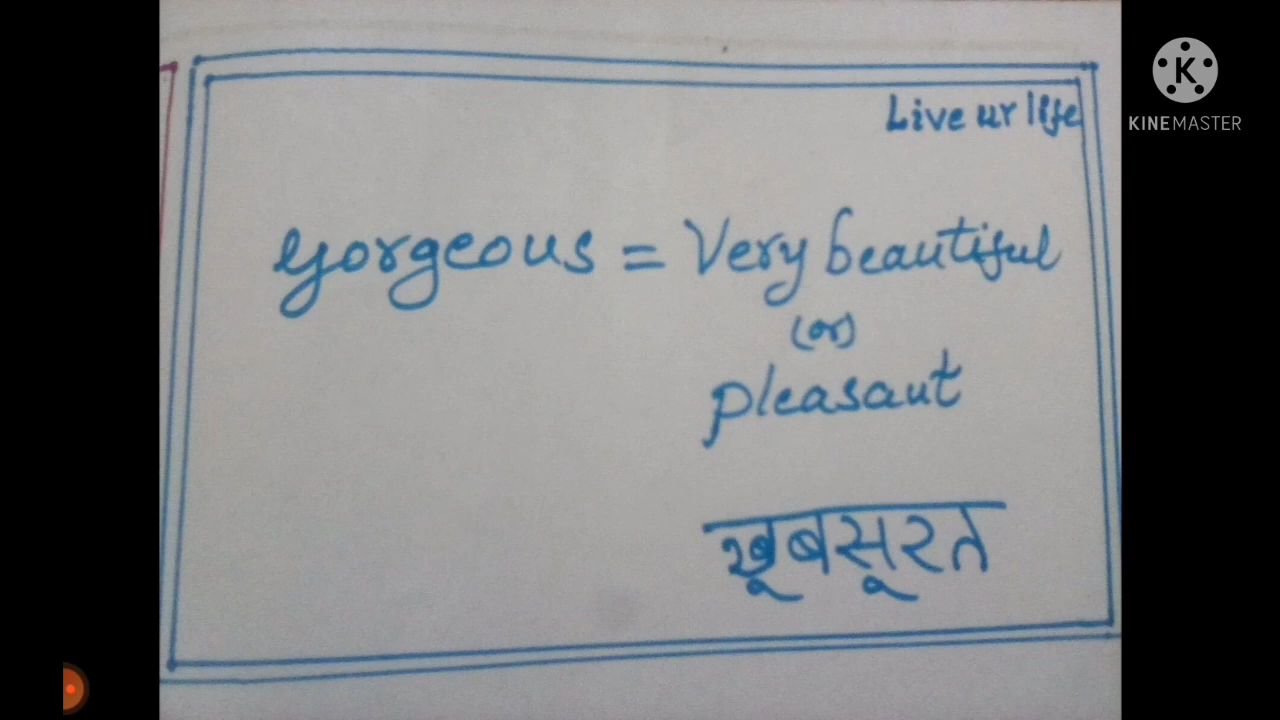 Live ur life
Gorgeous = Very beautiful
(or)
pleasant
खूबसूरत
K
KINEMASTER